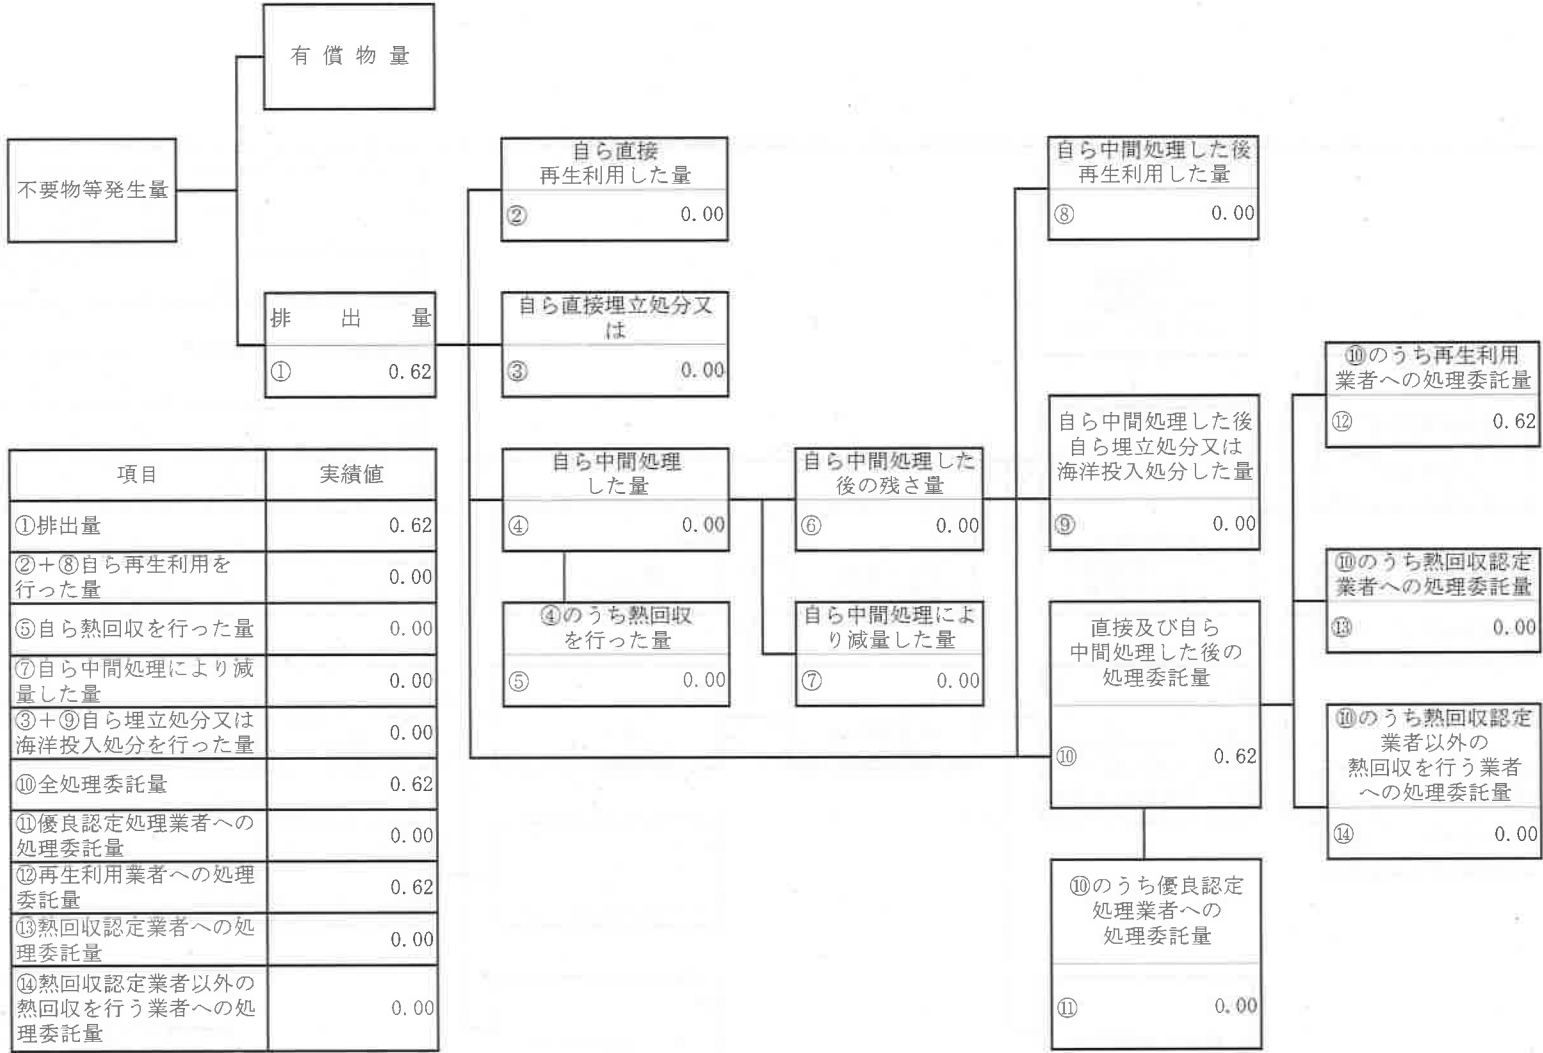 有償物量
不要物等発生量
排出量
① 0.62
自ら直接
再生利用した量
② 0.00
自ら直接埋立処分又
は
③ 0.00
自ら中間処理
した量
④ 0.00
④のうち熱回収
を行った量
⑤ 0.00
自ら中間処理した
後の残さ量
⑥ 0.00
自ら中間処理によ
り減量した量
⑦ 0.00
自ら中間処理した後
再生利用した量
⑧ 0.00
自ら中間処理した後
自ら埋立処分又は
海洋投入処分した量
⑨ 0.00
直接及び自ら
中間処理した後の
処理委託量
⑩ 0.62
⑩のうち優良認定
処理業者への
処理委託量
⑪ 0.00
⑩のうち再生利用
業者への処理委託量
⑫ 0.62
⑩のうち熱回収認定
業者への処理委託量
⑬ 0.00
⑩のうち熱回収認定
業者以外の
熱回収を行う業者
への処理委託量
⑭ 0.00
項目 実績値
①排出量 0.62
②+⑧自ら再生利用を
行った量 0.00
⑤自ら熱回収を行った量 0.00
⑦自ら中間処理により減
量した量 0.00
③+⑨自ら埋立処分又は
海洋投入処分を行った量 0.00
⑩全処理委託量 0.62
⑪優良認定処理業者への
処理委託量 0.00
⑫再生利用業者への処理
委託量 0.62
⑬熱回収認定業者への処
理委託量 0.00
⑭熱回収認定業者以外の
熱回収を行う業者への処
理委託量 0.00